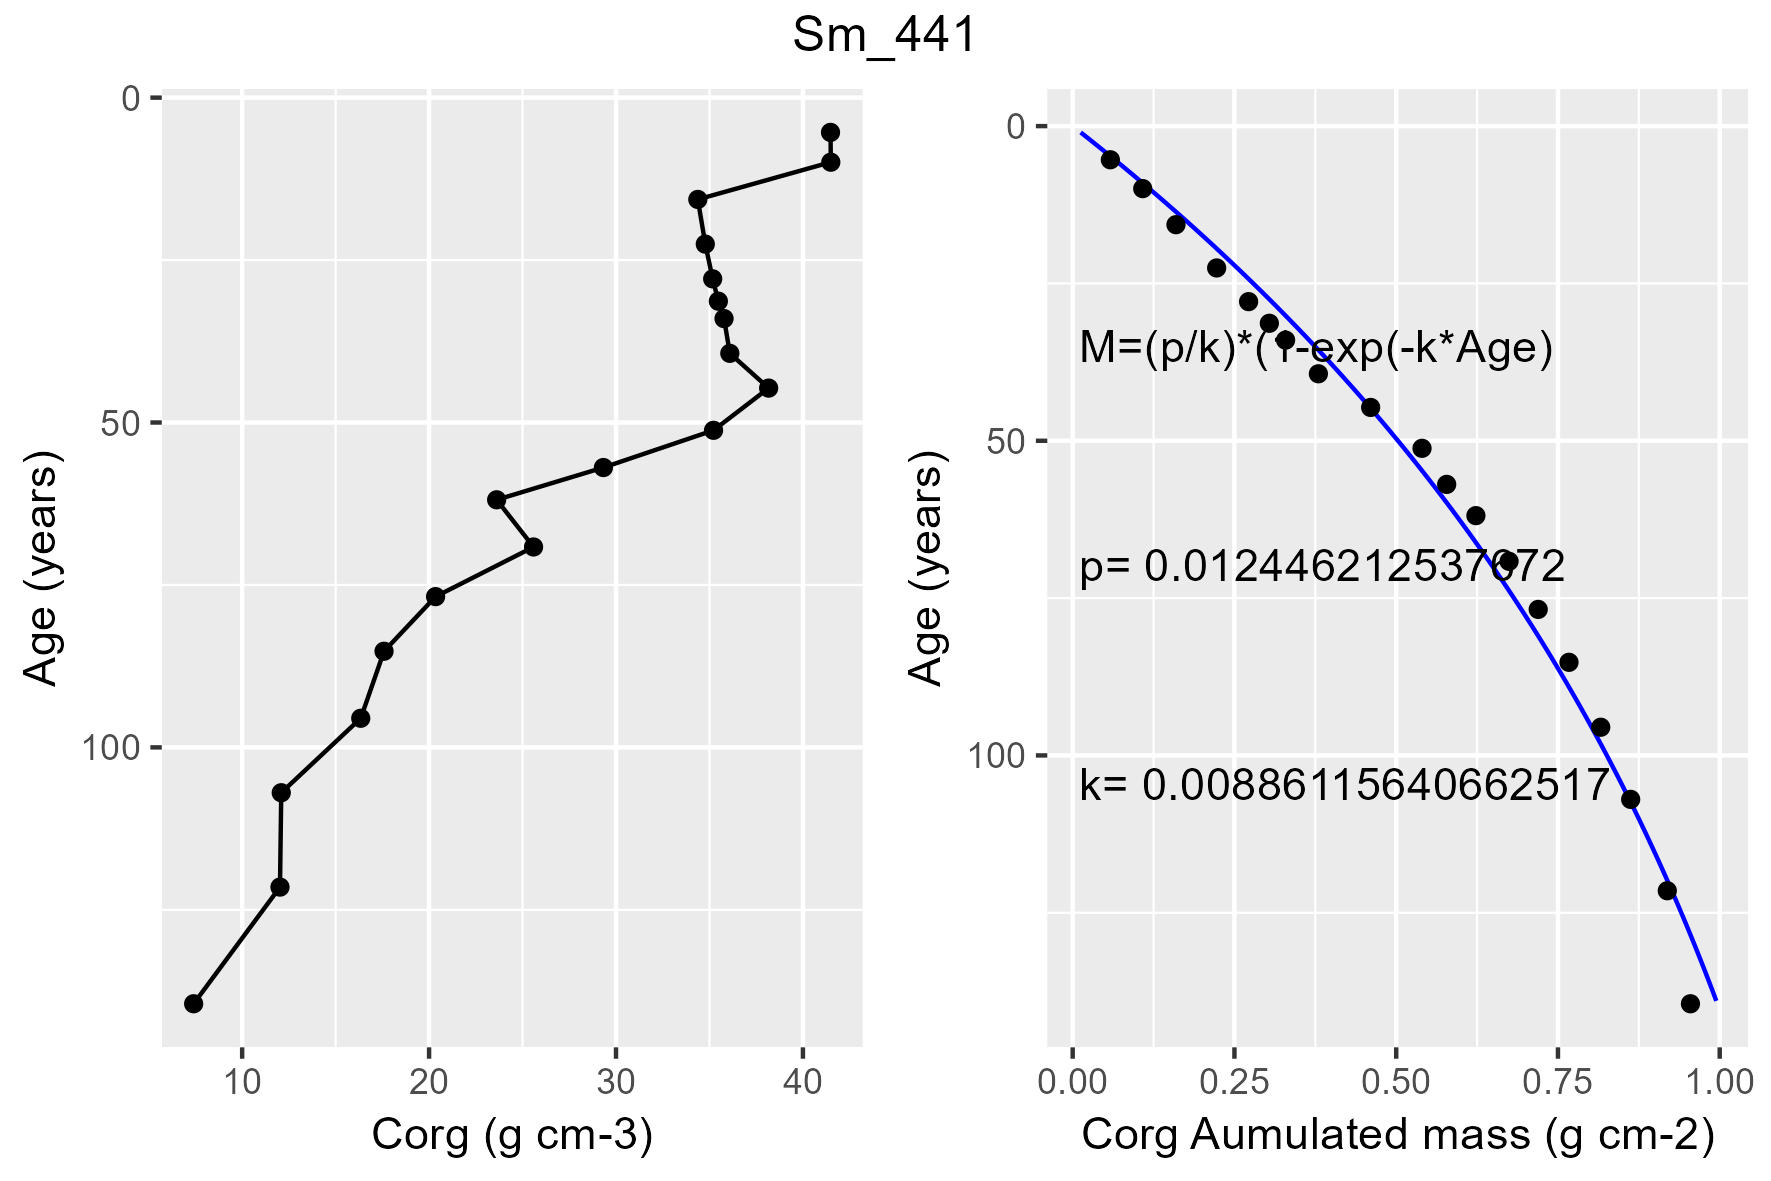 Sm_441
0
50
100
Age (years)
10 20 30 40
Corg (g cm-3)
0
50
100
Age (years)
M=(p/k)*(1-exp(-k*Age)
p= 0.012446212537672
k= 0.00886115640662517
0.00 0.25 0.50 0.75 1.00
Corg Aumulated mass (g cm-2)